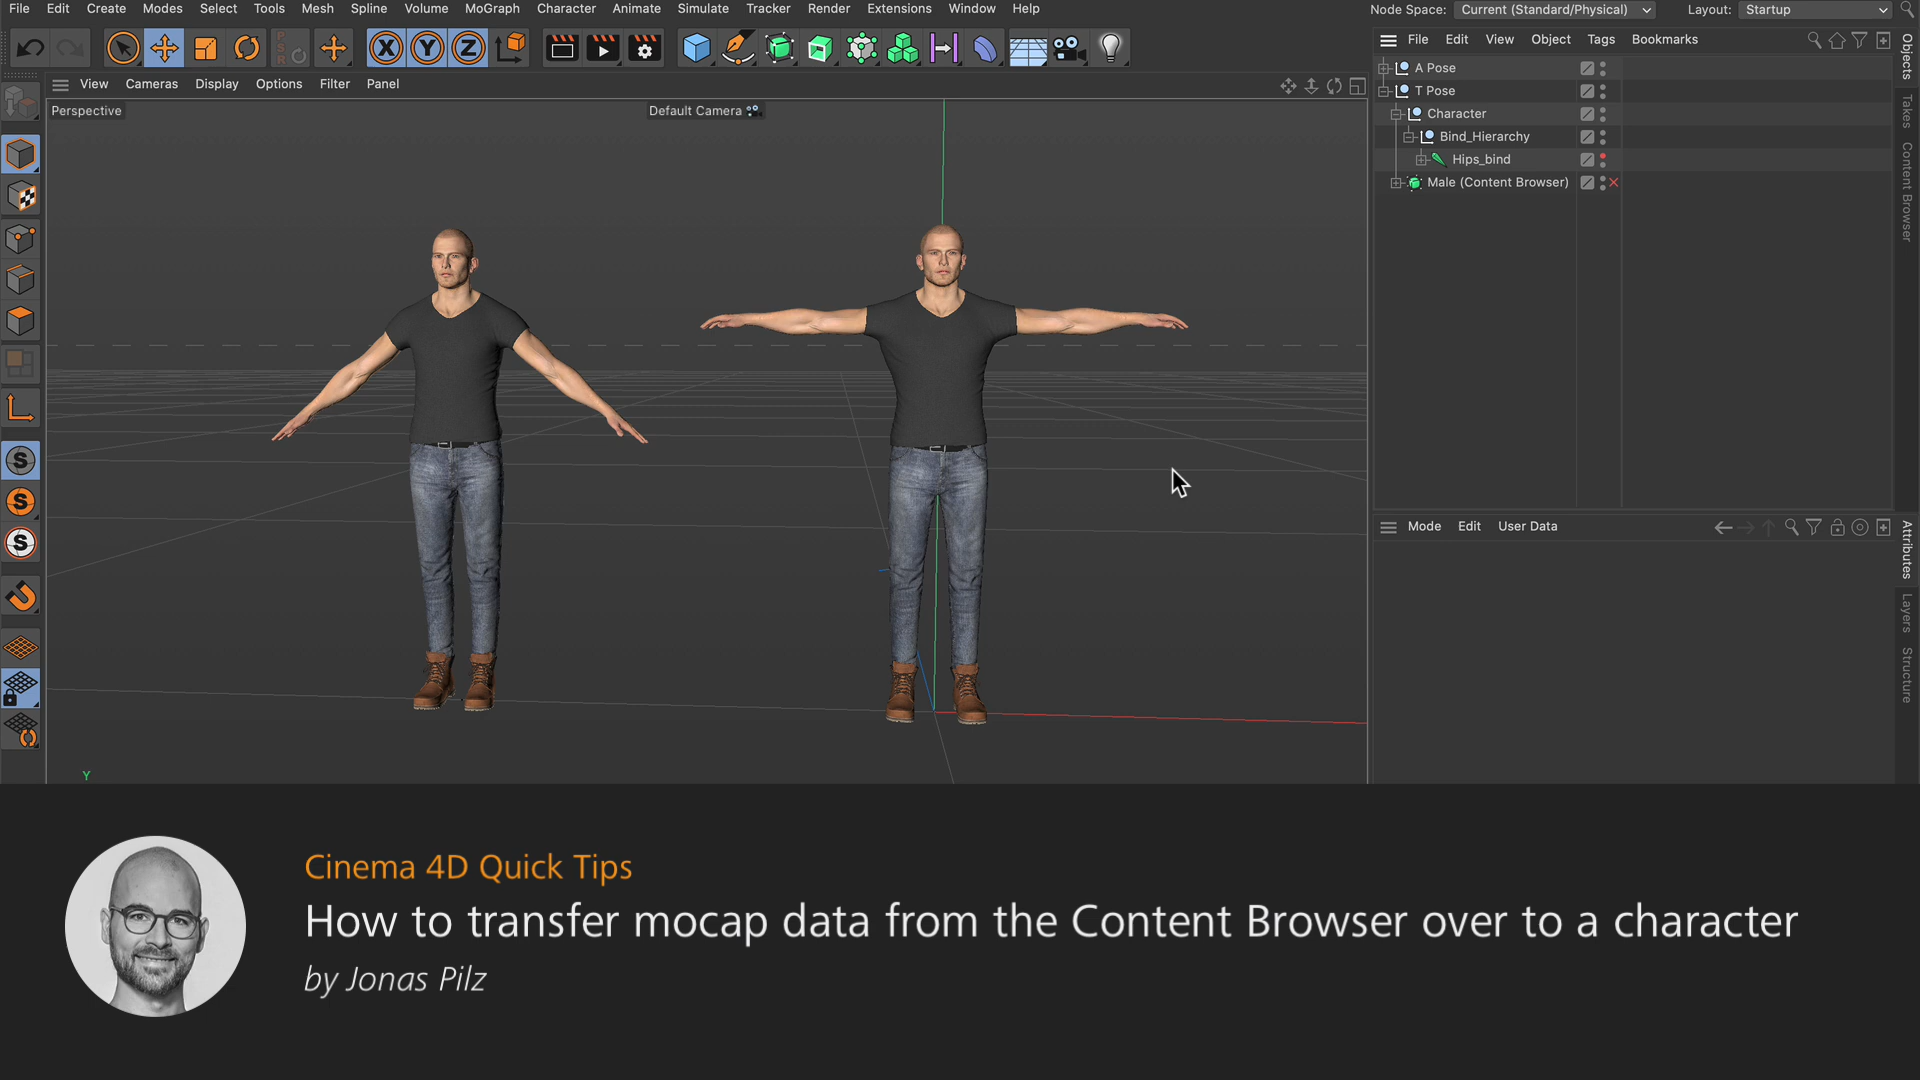 File Edit Create Modes Select Tools Mesh Spline Volume MoGraph Character Animate Simulate Tracker Render Extensions Window Help
Node Space: Current (Standard/Physical) Layout: Startup
X Y Z
PSR
File Edit View Object Tags Bookmarks
View Cameras Display Options Filter Panel
Perspective
Default Camera
A Pose
T Pose
Character
Bind_Hierarchy
Hips_bind
Male (Content Browser)
Objects
Takes
Content Browser
S
S
S
Mode Edit User Data
Attributes
Layers
Structure
Y
Cinema 4D Quick Tips
How to transfer mocap data from the Content Browser over to a character
by Jonas Pilz